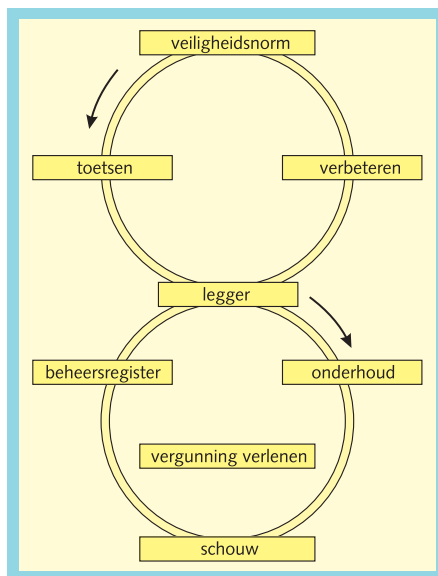 veiligheidsnorm
toetsen
verbeteren
legger
beheersregister
onderhoud
vergunning verlenen
schouw